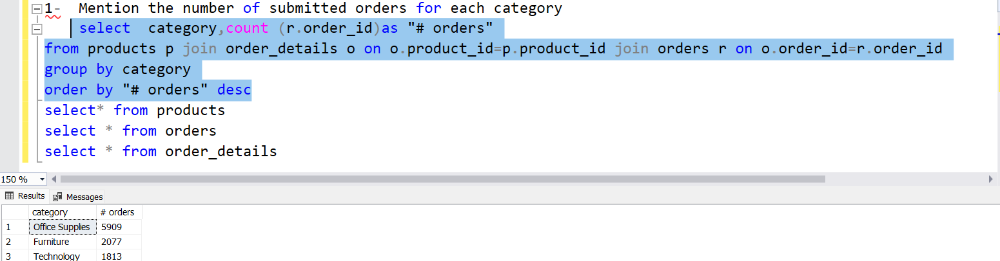 1-  Mention the number of submitted orders for each category
select  category,count (r.order_id)as "# orders"
from products p join order_details o on o.product_id=p.product_id join orders r on o.order_id=r.order_id
group by category
order by "# orders" desc
select* from products
select * from orders
select * from order_details
150 %
Results Messages
category # orders
1 Office Supplies 5909
2 Furniture 2077
3 Technology 1813